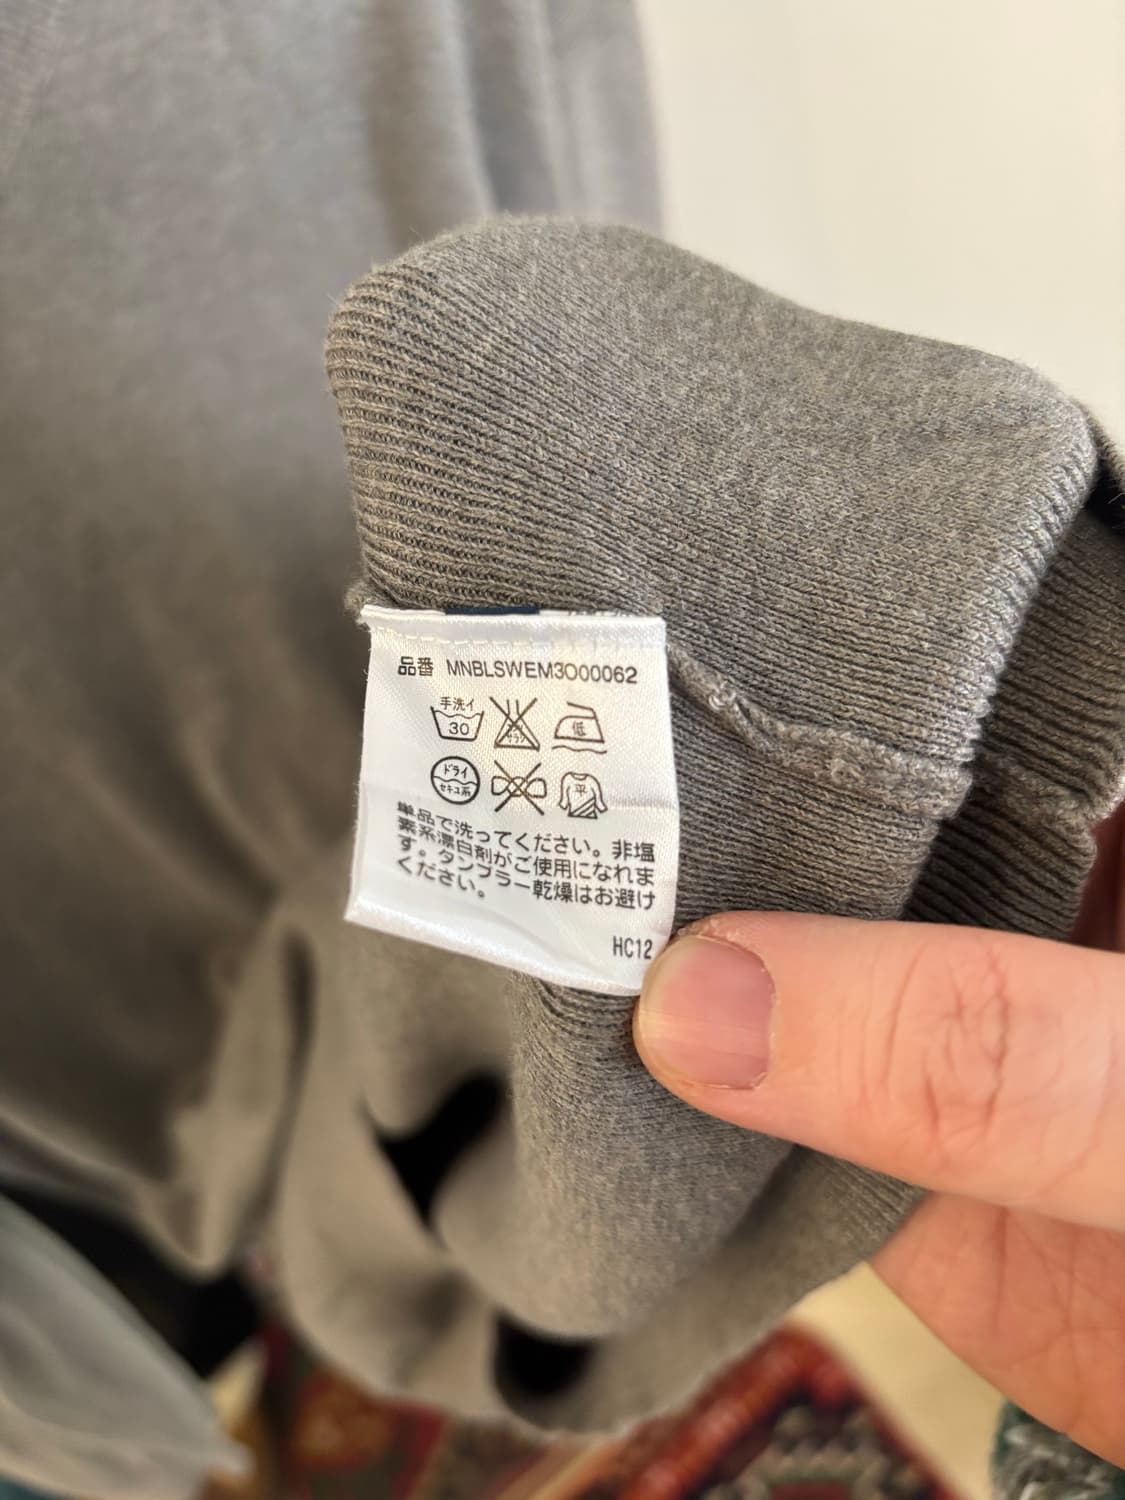 品番 MNBLSWEM3000062
手洗イ
30
低
ドライ
セキユ系
平
単品で洗ってください。非塩
素系漂白剤がご使用になれま
す。タンブラー乾燥はお避け
ください。
HC12